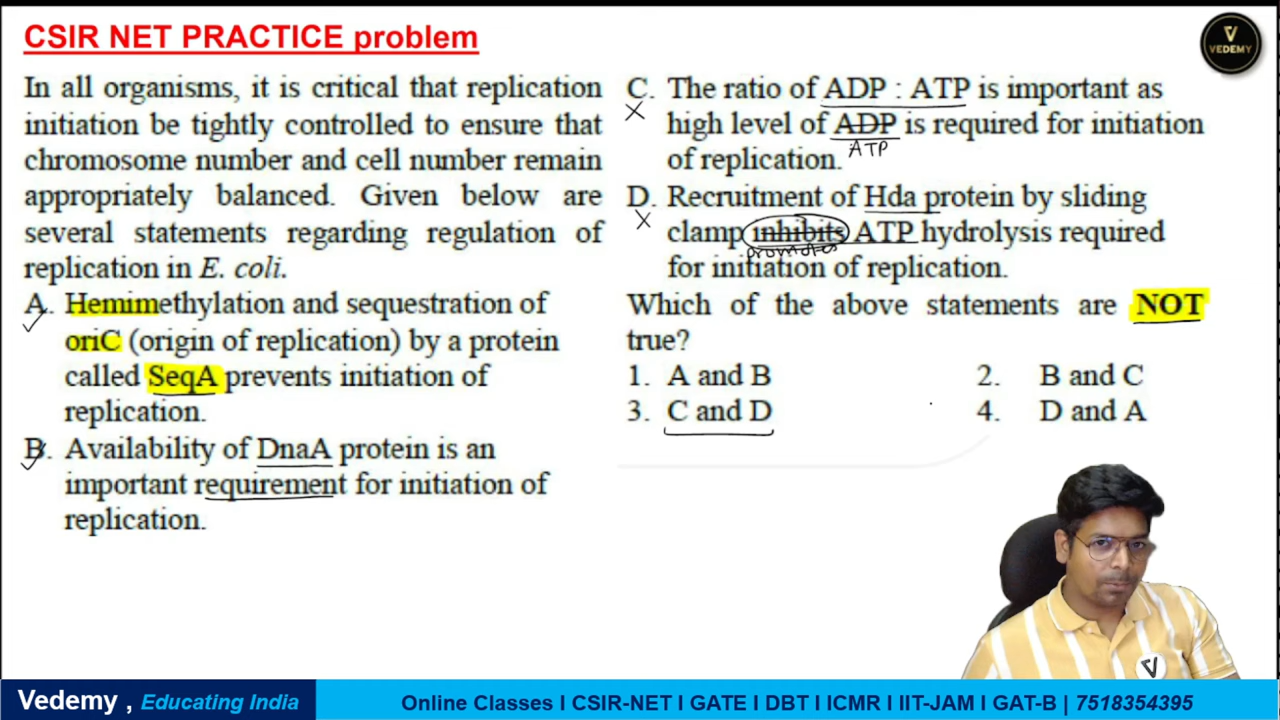 CSIR NET PRACTICE problem
VEDEMY
In all organisms, it is critical that replication
initiation be tightly controlled to ensure that
chromosome number and cell number remain
appropriately balanced. Given below are
several statements regarding regulation of
replication in E. coli.
A. Hemimethylation and sequestration of
oriC (origin of replication) by a protein
called SeqA prevents initiation of
replication.
B. Availability of DnaA protein is an
important requirement for initiation of
replication.
C. The ratio of ADP : ATP is important as
high level of ADP is required for initiation
ATP
of replication.
D. Recruitment of Hda protein by sliding
clamp inhibits ATP hydrolysis required
promotes
for initiation of replication.
Which of the above statements are NOT
true?
1. A and B 2. B and C
3. C and D 4. D and A
Vedemy , Educating India Online Classes I CSIR-NET I GATE I DBT I ICMR I IIT-JAM I GAT-B | 7518354395